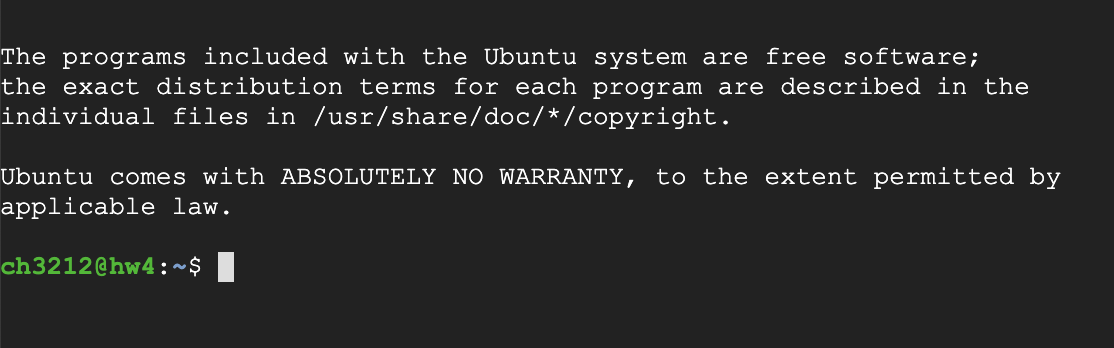 The programs included with the Ubuntu system are free software;
the exact distribution terms for each program are described in the
individual files in /usr/share/doc/*/copyright.
Ubuntu comes with ABSOLUTELY NO WARRANTY, to the extent permitted by
applicable law.
ch3212@hw4:~$